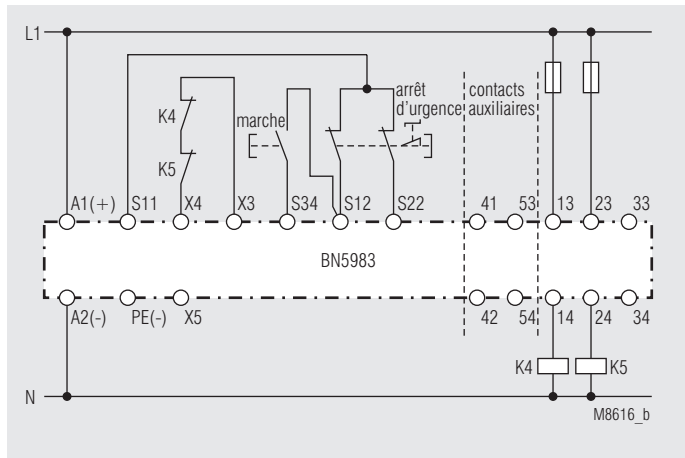 L1
K4
K5
marche
arrêt
d'urgence
contacts
auxiliaires
A1(+) S11 X4 X3 S34 S12 S22 41 53 13 23 33
BN5983
A2(-) PE(-) X5 42 54 14 24 34
K4 K5
N
M8616_b